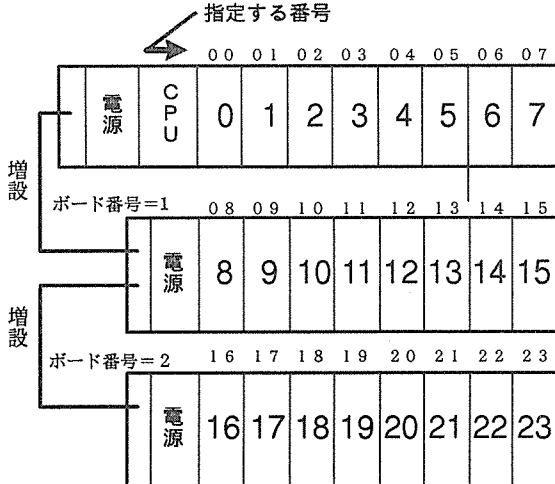 指定する番号
00 01 02 03 04 05 06 07
電源 CPU 0 1 2 3 4 5 6 7
増設
ボード番号=1
08 09 10 11 12 13 14 15
電源 8 9 10 11 12 13 14 15
増設
ボード番号=2
16 17 18 19 20 21 22 23
電源 16 17 18 19 20 21 22 23